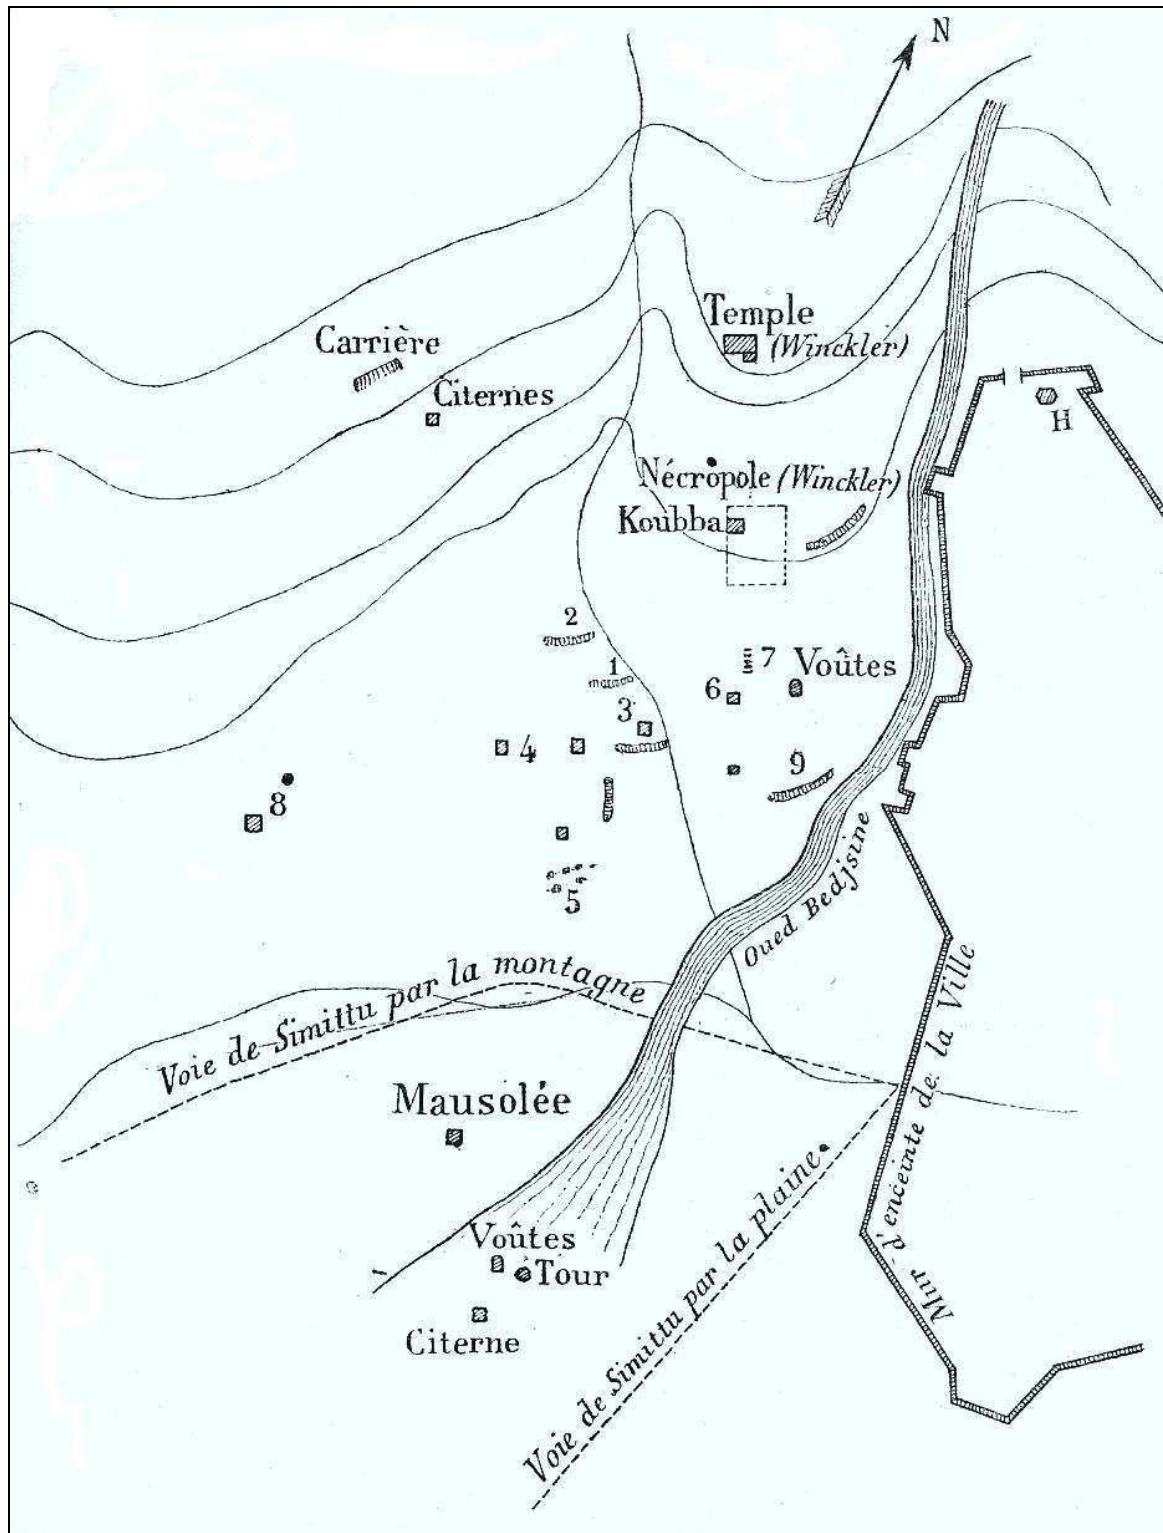 N
Temple
(Winckler)
Carrière
Citernes
H
Nécropole (Winckler)
Koubba
2
1
7 Voûtes
6
3
4
9
8
5
Oued Bedjsine
Voie de Simittu par la montagne
Mur d'enceinte de la Ville
Mausolée
Voie de Simittu par la plaine
Voûtes
Tour
Citerne